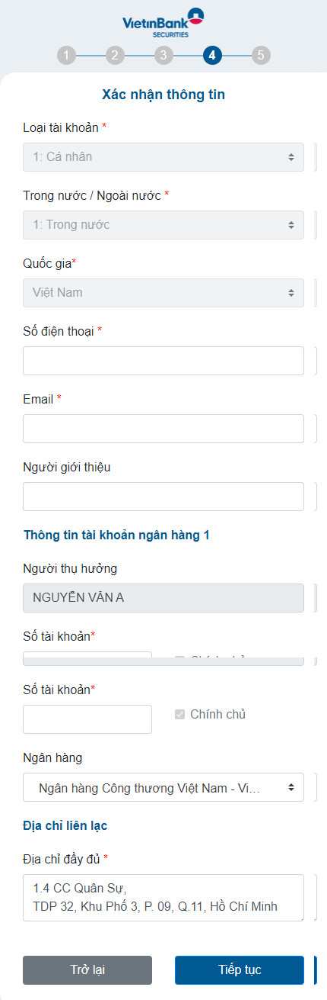 VietinBank
SECURITIES
1 2 3 4 5
Xác nhận thông tin
Loại tài khoản *
1: Cá nhân
Trong nước / Ngoài nước *
1: Trong nước
Quốc gia*
Việt Nam
Số điện thoại *
Email *
Người giới thiệu
Thông tin tài khoản ngân hàng 1
Người thụ hưởng
NGUYỄN VĂN A
Số tài khoản*
Số tài khoản*
Chính chủ
Ngân hàng
Ngân hàng Công thương Việt Nam - Vi...
Địa chỉ liên lạc
Địa chỉ đầy đủ *
1.4 CC Quân Sự,
TDP 32, Khu Phố 3, P. 09, Q.11, Hồ Chí Minh
Trở lại Tiếp tục